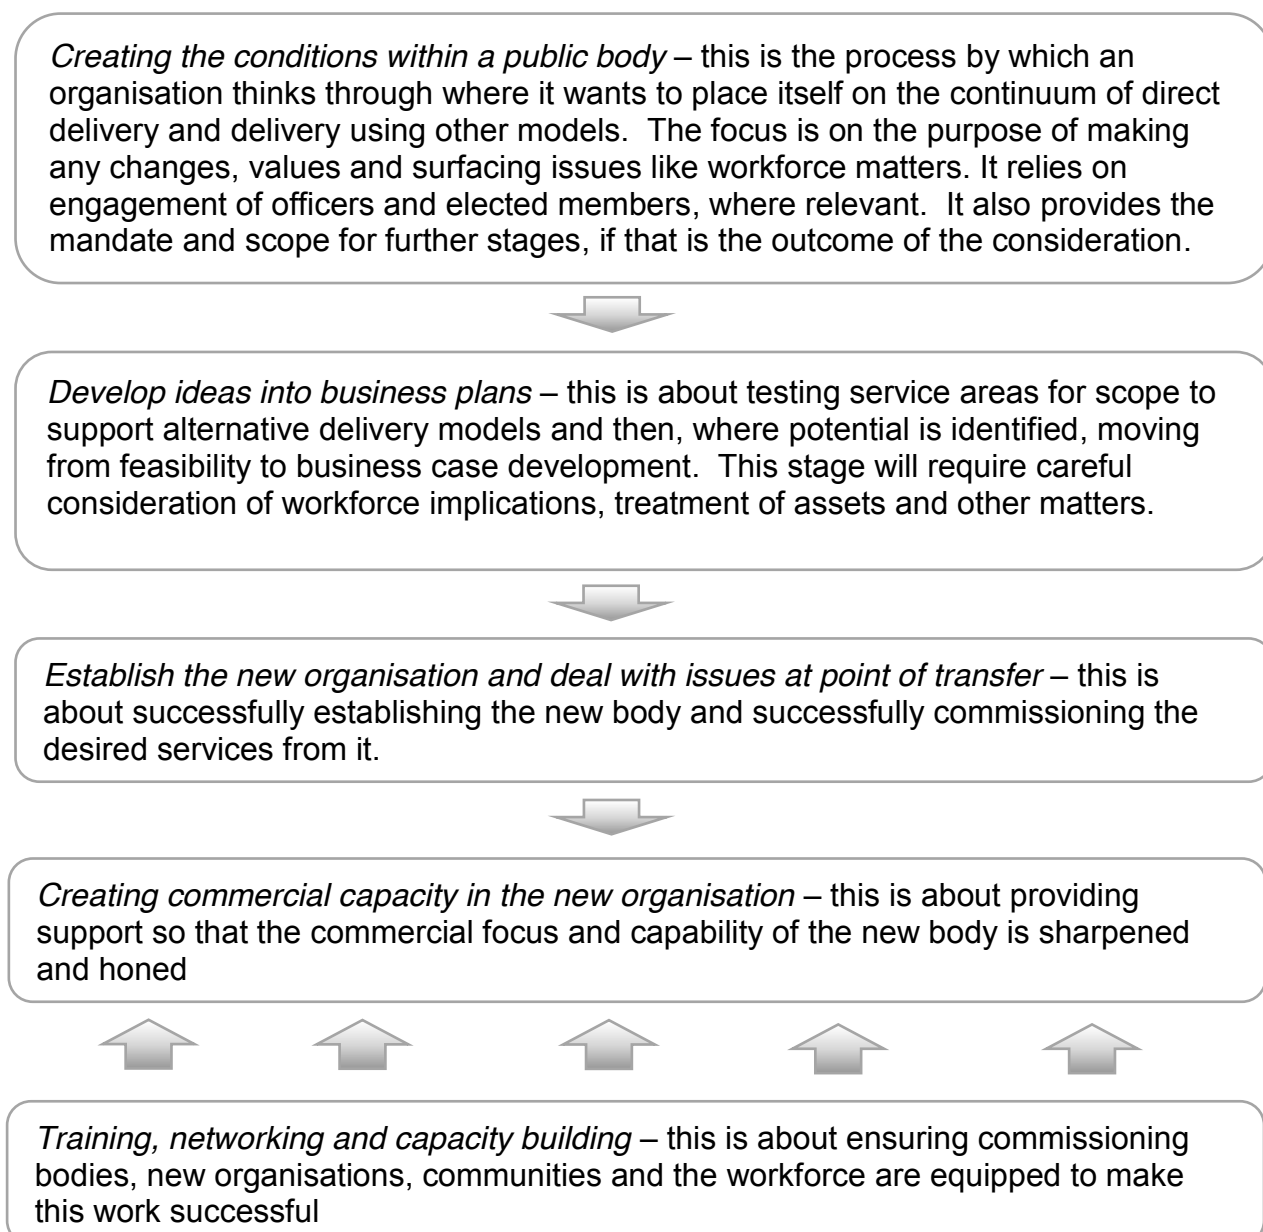 Creating the conditions within a public body – this is the process by which an
organisation thinks through where it wants to place itself on the continuum of direct
delivery and delivery using other models.  The focus is on the purpose of making
any changes, values and surfacing issues like workforce matters. It relies on
engagement of officers and elected members, where relevant.  It also provides the
mandate and scope for further stages, if that is the outcome of the consideration.
Develop ideas into business plans – this is about testing service areas for scope to
support alternative delivery models and then, where potential is identified, moving
from feasibility to business case development.  This stage will require careful
consideration of workforce implications, treatment of assets and other matters.
Establish the new organisation and deal with issues at point of transfer – this is
about successfully establishing the new body and successfully commissioning the
desired services from it.
Creating commercial capacity in the new organisation – this is about providing
support so that the commercial focus and capability of the new body is sharpened
and honed
Training, networking and capacity building – this is about ensuring commissioning
bodies, new organisations, communities and the workforce are equipped to make
this work successful